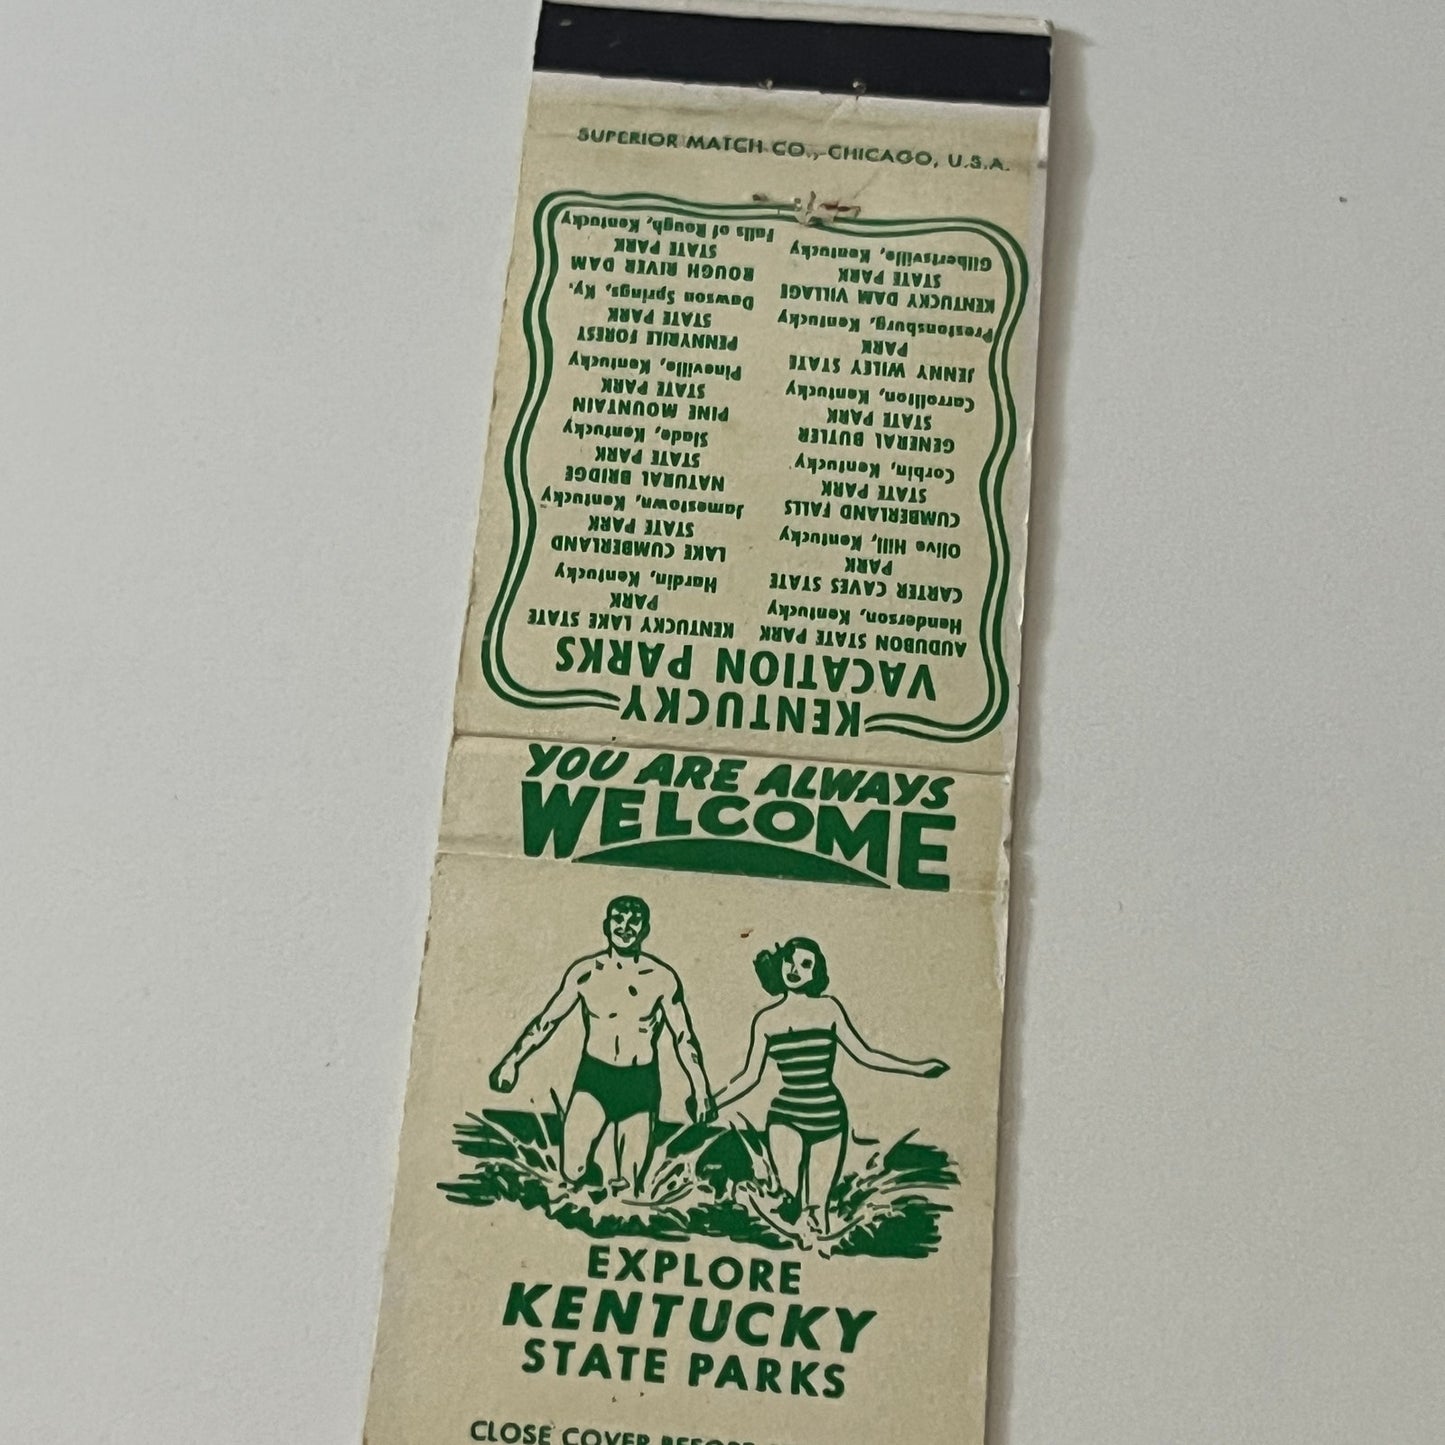 SUPERIOR MATCH CO., CHICAGO, U.S.A.
KENTUCKY
VACATION PARKS
AUDUBON STATE PARK
Henderson, Kentucky
CARTER CAVES STATE
PARK
Olive Hill, Kentucky
CUMBERLAND FALLS
STATE PARK
Corbin, Kentucky
GENERAL BUTLER
STATE PARK
Carrollton, Kentucky
JENNY WILEY STATE
PARK
Prestonsburg, Kentucky
KENTUCKY DAM VILLAGE
STATE PARK
Gilbertsville, Kentucky
KENTUCKY LAKE STATE
PARK
Hardin, Kentucky
LAKE CUMBERLAND
STATE PARK
Jamestown, Kentucky
NATURAL BRIDGE
STATE PARK
Slade, Kentucky
PINE MOUNTAIN
STATE PARK
Pineville, Kentucky
PENNYRILE FOREST
STATE PARK
Dawson Springs, Ky.
ROUGH RIVER DAM
STATE PARK
Falls of Rough, Kentucky
YOU ARE ALWAYS
WELCOME
EXPLORE
KENTUCKY
STATE PARKS
CLOSE COVER BEFORE